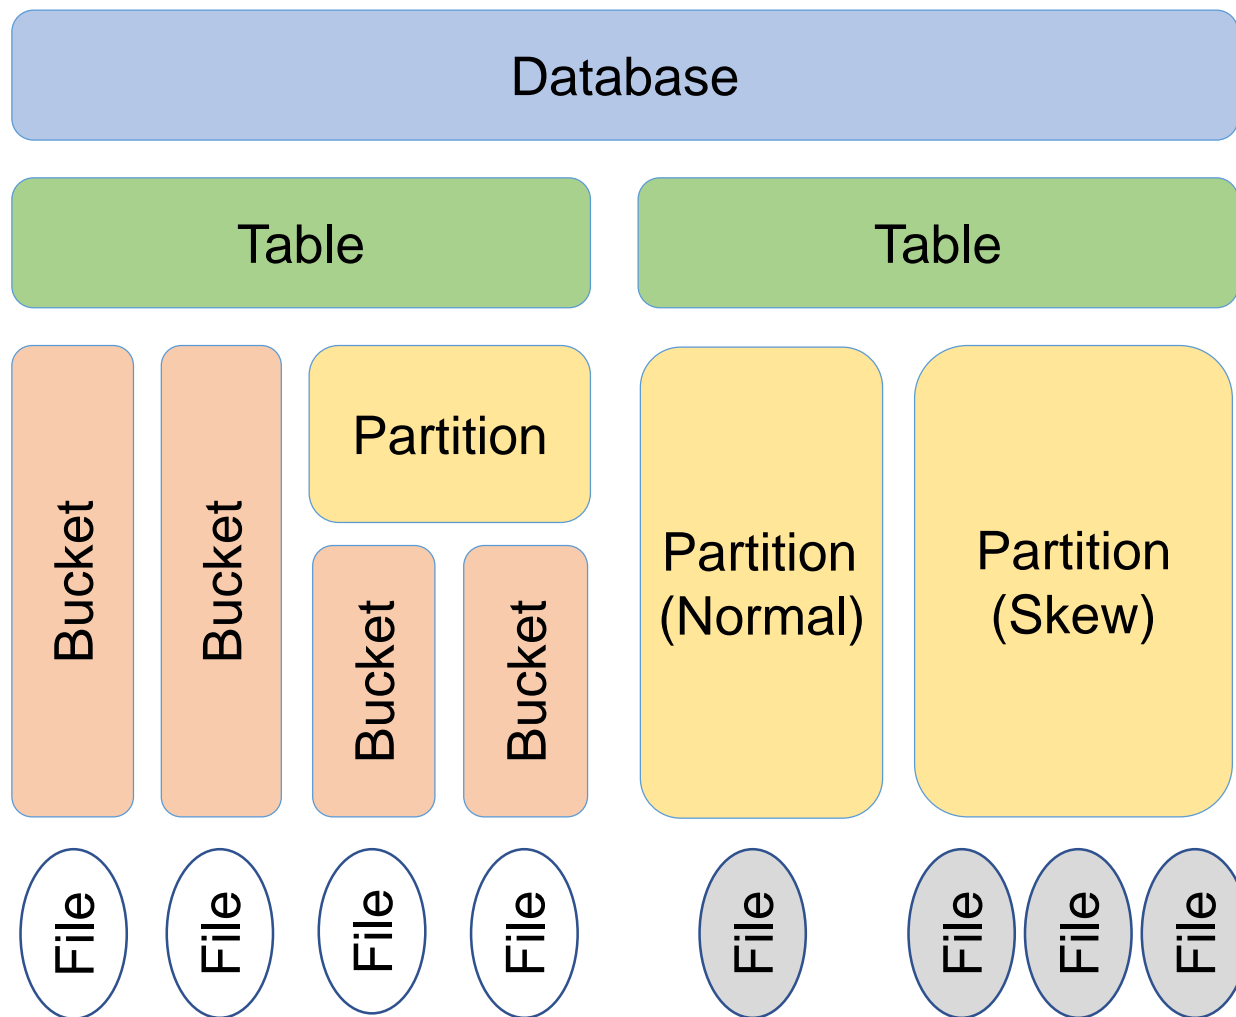 Database
Table
Table
Bucket
Bucket
Partition
Bucket
Bucket
Partition
(Normal)
Partition
(Skew)
File
File
File
File
File
File
File
File